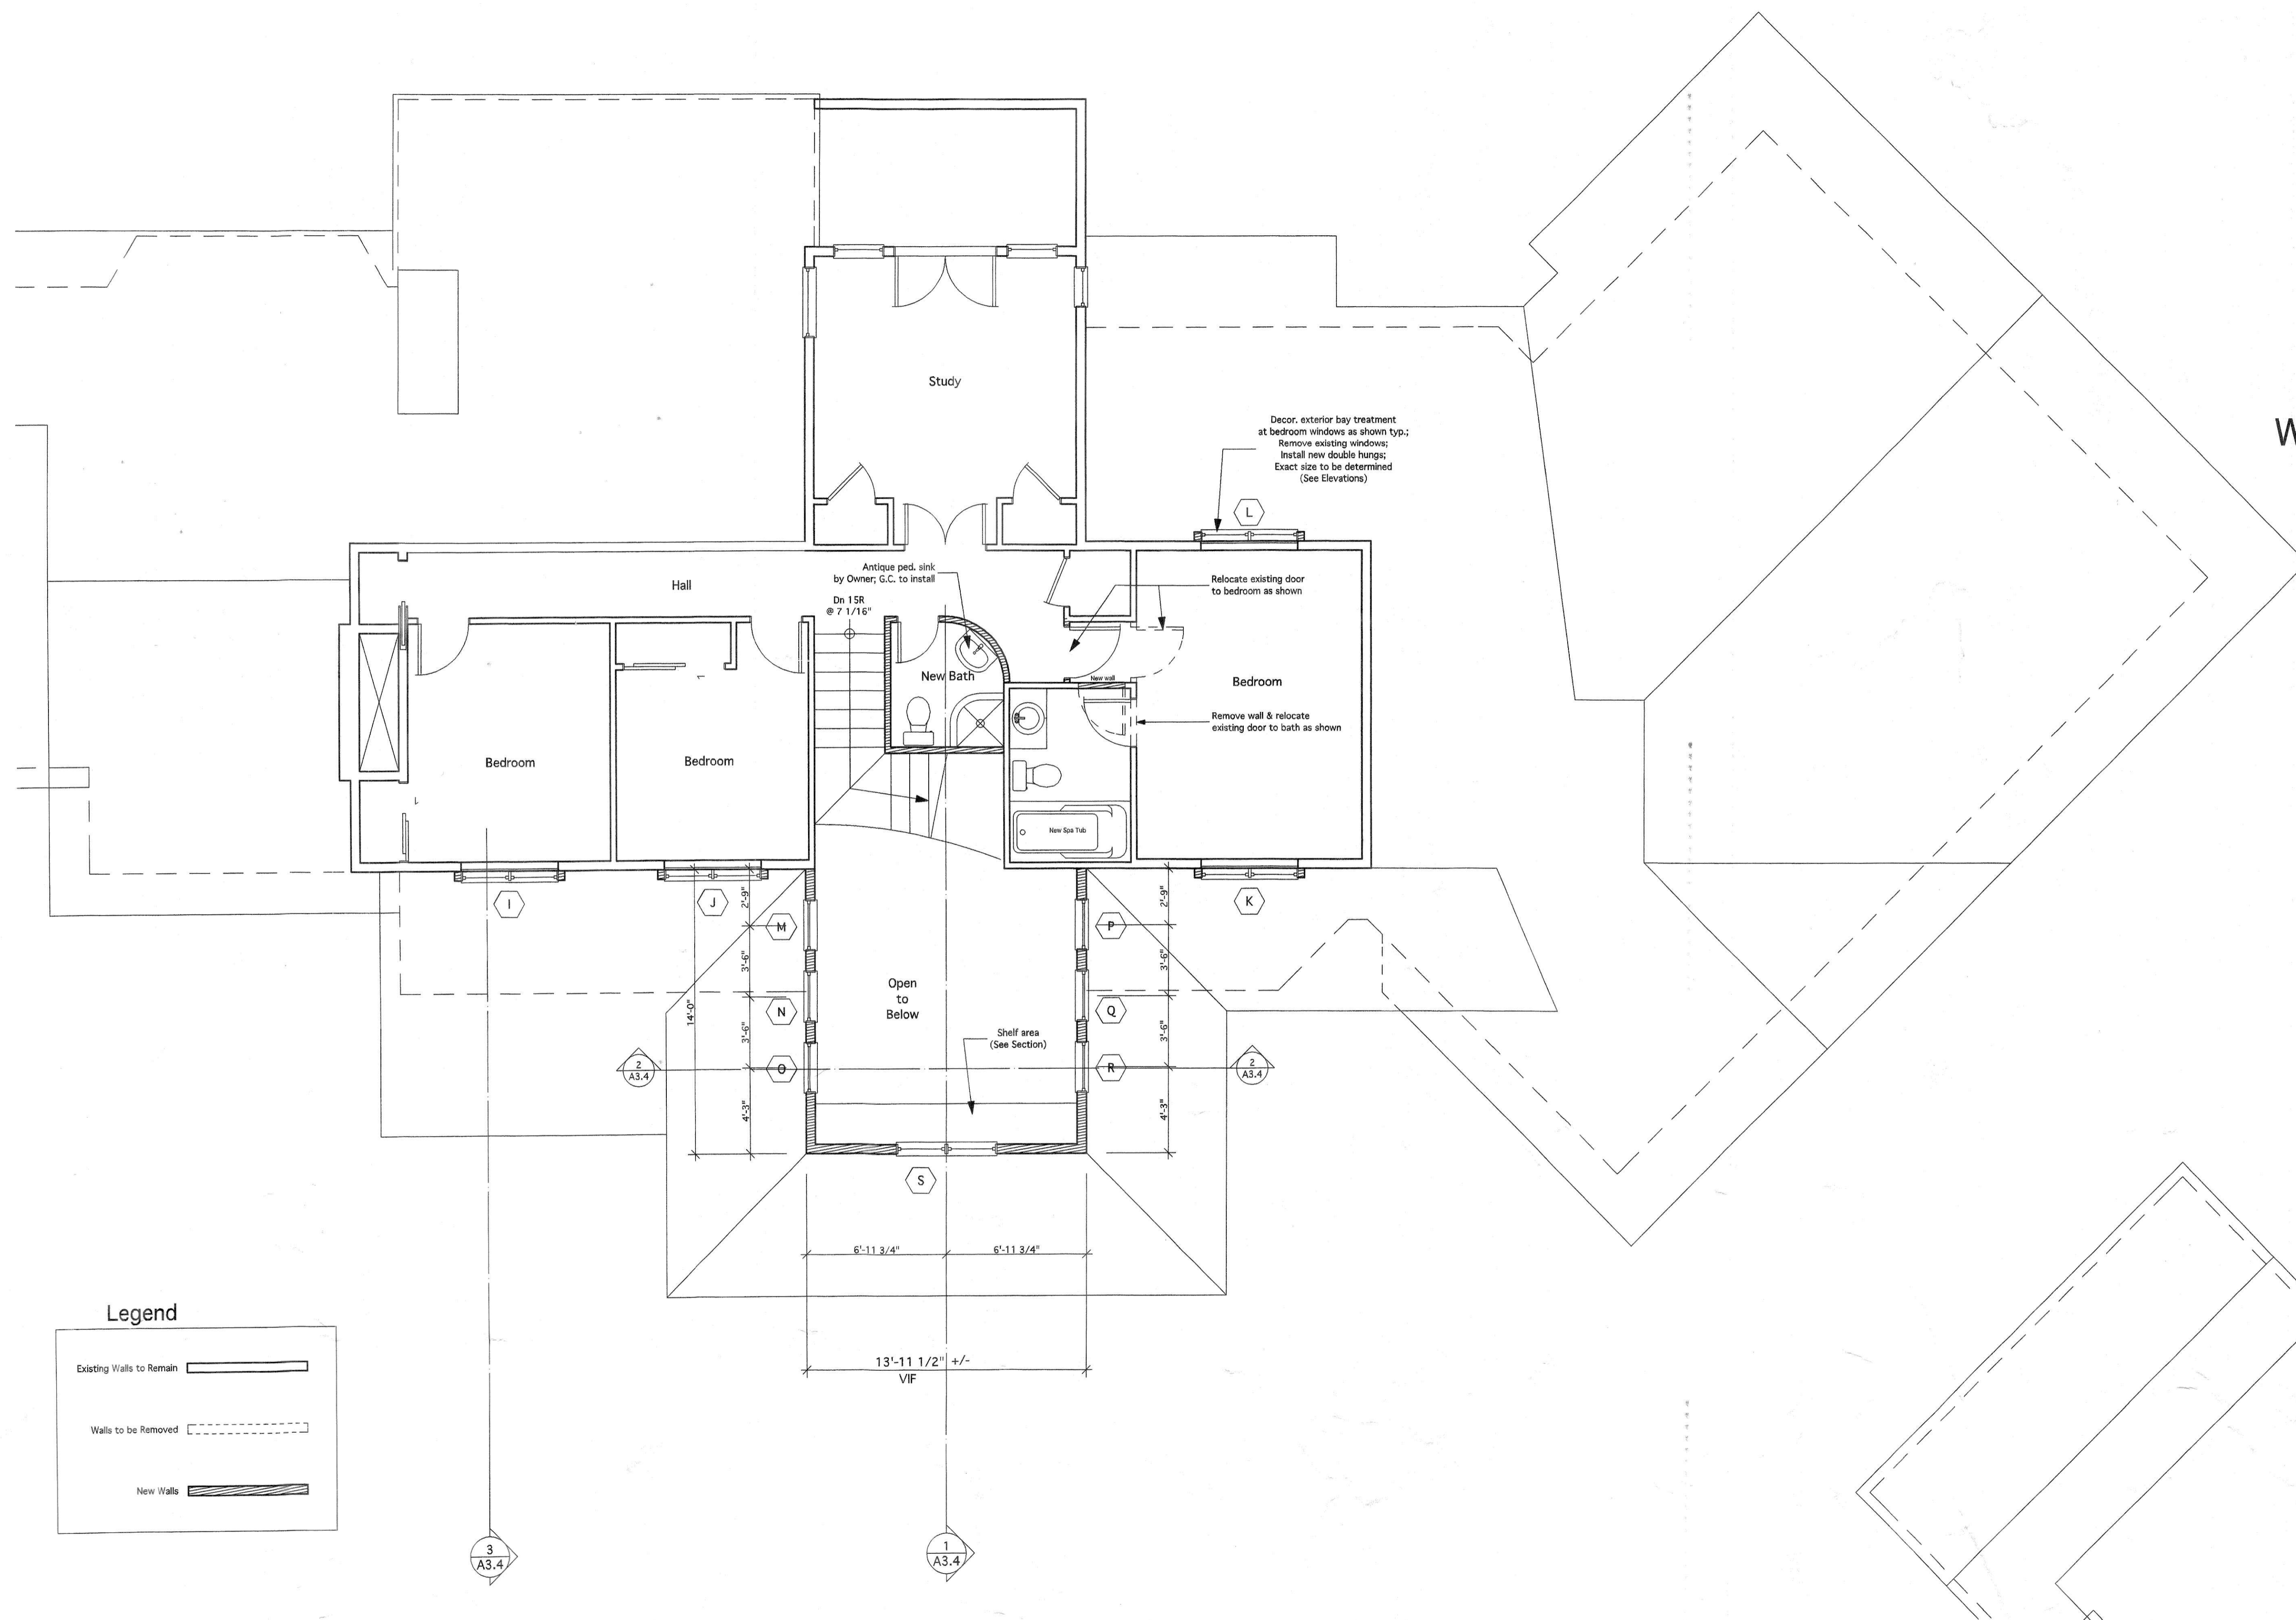 Study
Decor. exterior bay treatment
at bedroom windows as shown typ.;
Remove existing windows;
Install new double hungs;
Exact size to be determined
(See Elevations)
W
L
Antique ped. sink
by Owner; G.C. to install
Hall
Dn 15R
@ 7 1/16"
Relocate existing door
to bedroom as shown
New Bath
New wall
Bedroom
Remove wall & relocate
existing door to bath as shown
Bedroom
Bedroom
New Spa Tub
I
J
K
2'-9"
2'-9"
M
P
3'-6"
3'-6"
14'-0"
Open
to
Below
N
Q
3'-6"
3'-6"
Shelf area
(See Section)
2
A3.4
O
R
2
A3.4
4'-3"
4'-3"
S
6'-11 3/4"
6'-11 3/4"
13'-11 1/2" +/-
VIF
Legend
Existing Walls to Remain
Walls to be Removed
New Walls
3
A3.4
1
A3.4